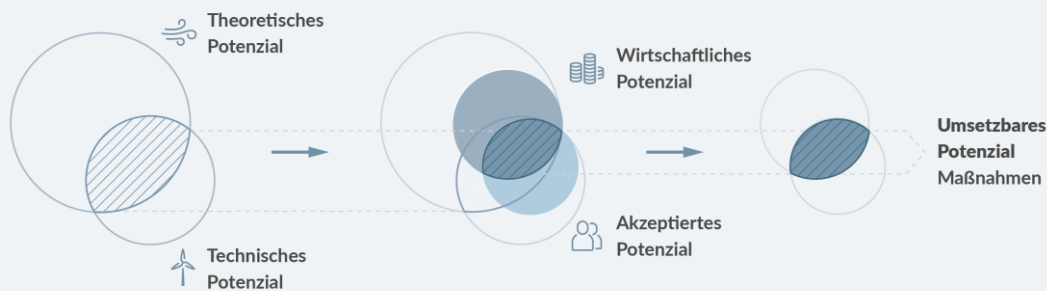 Theoretisches
Potenzial
Technisches
Potenzial
Wirtschaftliches
Potenzial
Akzeptiertes
Potenzial
Umsetzbares
Potenzial
Maßnahmen